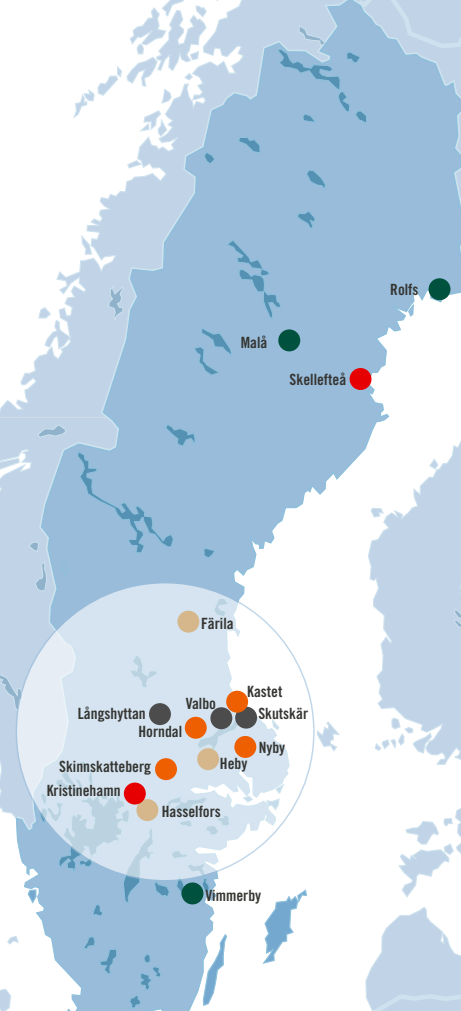 Rolfs
Malå
Skellefteå
Färila
Kastet
Valbo
Långshyttan
Skutskär
Horndal
Nyby
Heby
Skinnskatteberg
Kristinehamn
Hasselfors
Vimmerby